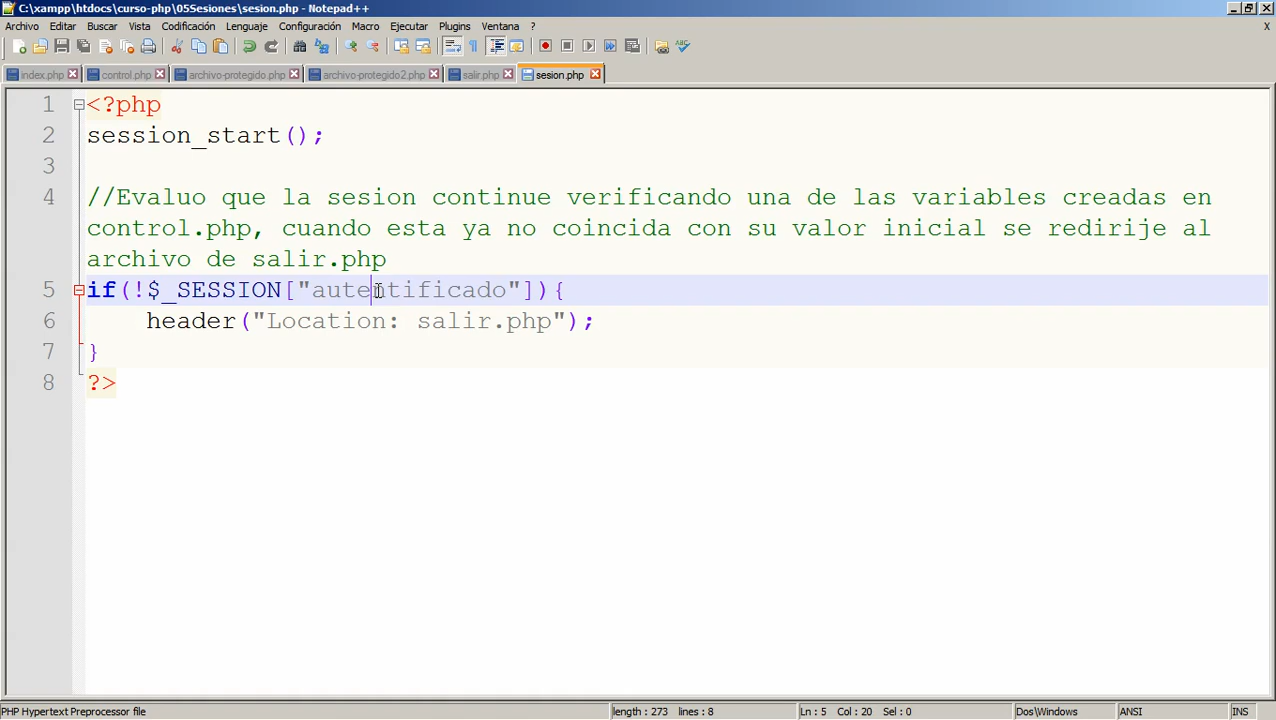 C:\xampp\htdocs\curso-php\05Sesiones\sesion.php - Notepad++
Archivo Editar Buscar Vista Codificación Lenguaje Configuración Macro Ejecutar Plugins Ventana ? X
index.php control.php archivo-protegido.php archivo-protegido2.php salir.php sesion.php
1 <?php
2 session_start();
3
4 //Evaluo que la sesion continue verificando una de las variables creadas en
control.php, cuando esta ya no coincida con su valor inicial se redirije al
archivo de salir.php
5 if(!$_SESSION["autentificado"]){
6 header("Location: salir.php");
7 }
8 ?>
PHP Hypertext Preprocessor file length : 273 lines : 8 Ln : 5 Col : 20 Sel : 0 Dos\Windows ANSI INS